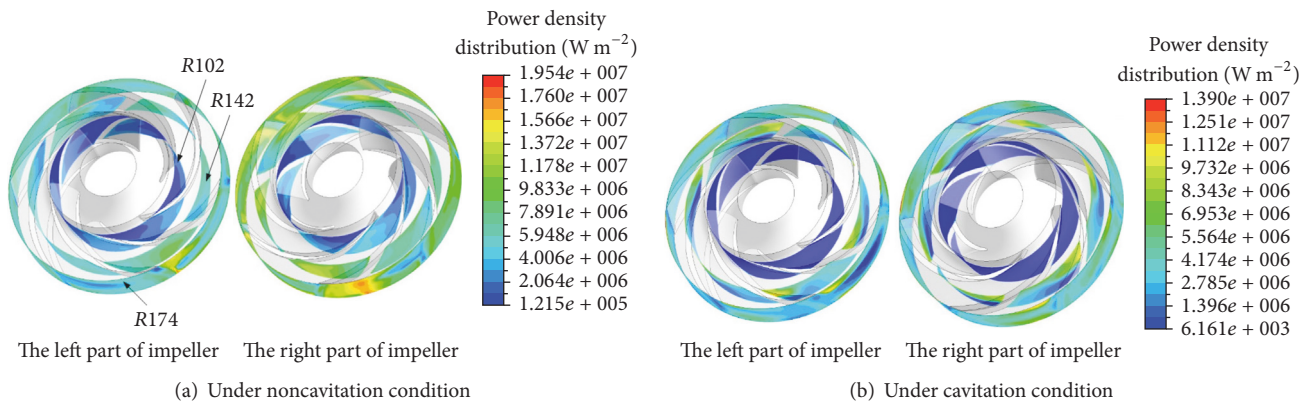 Power density
distribution (W m−2)
R102
R142
R174
1.954e + 007
1.760e + 007
1.566e + 007
1.372e + 007
1.178e + 007
9.833e + 006
7.891e + 006
5.948e + 006
4.006e + 006
2.064e + 006
1.215e + 005
The left part of impeller
The right part of impeller
(a) Under noncavitation condition
Power density
distribution (W m−2)
1.390e + 007
1.251e + 007
1.112e + 007
9.732e + 006
8.343e + 006
6.953e + 006
5.564e + 006
4.174e + 006
2.785e + 006
1.396e + 006
6.161e + 003
The left part of impeller
The right part of impeller
(b) Under cavitation condition